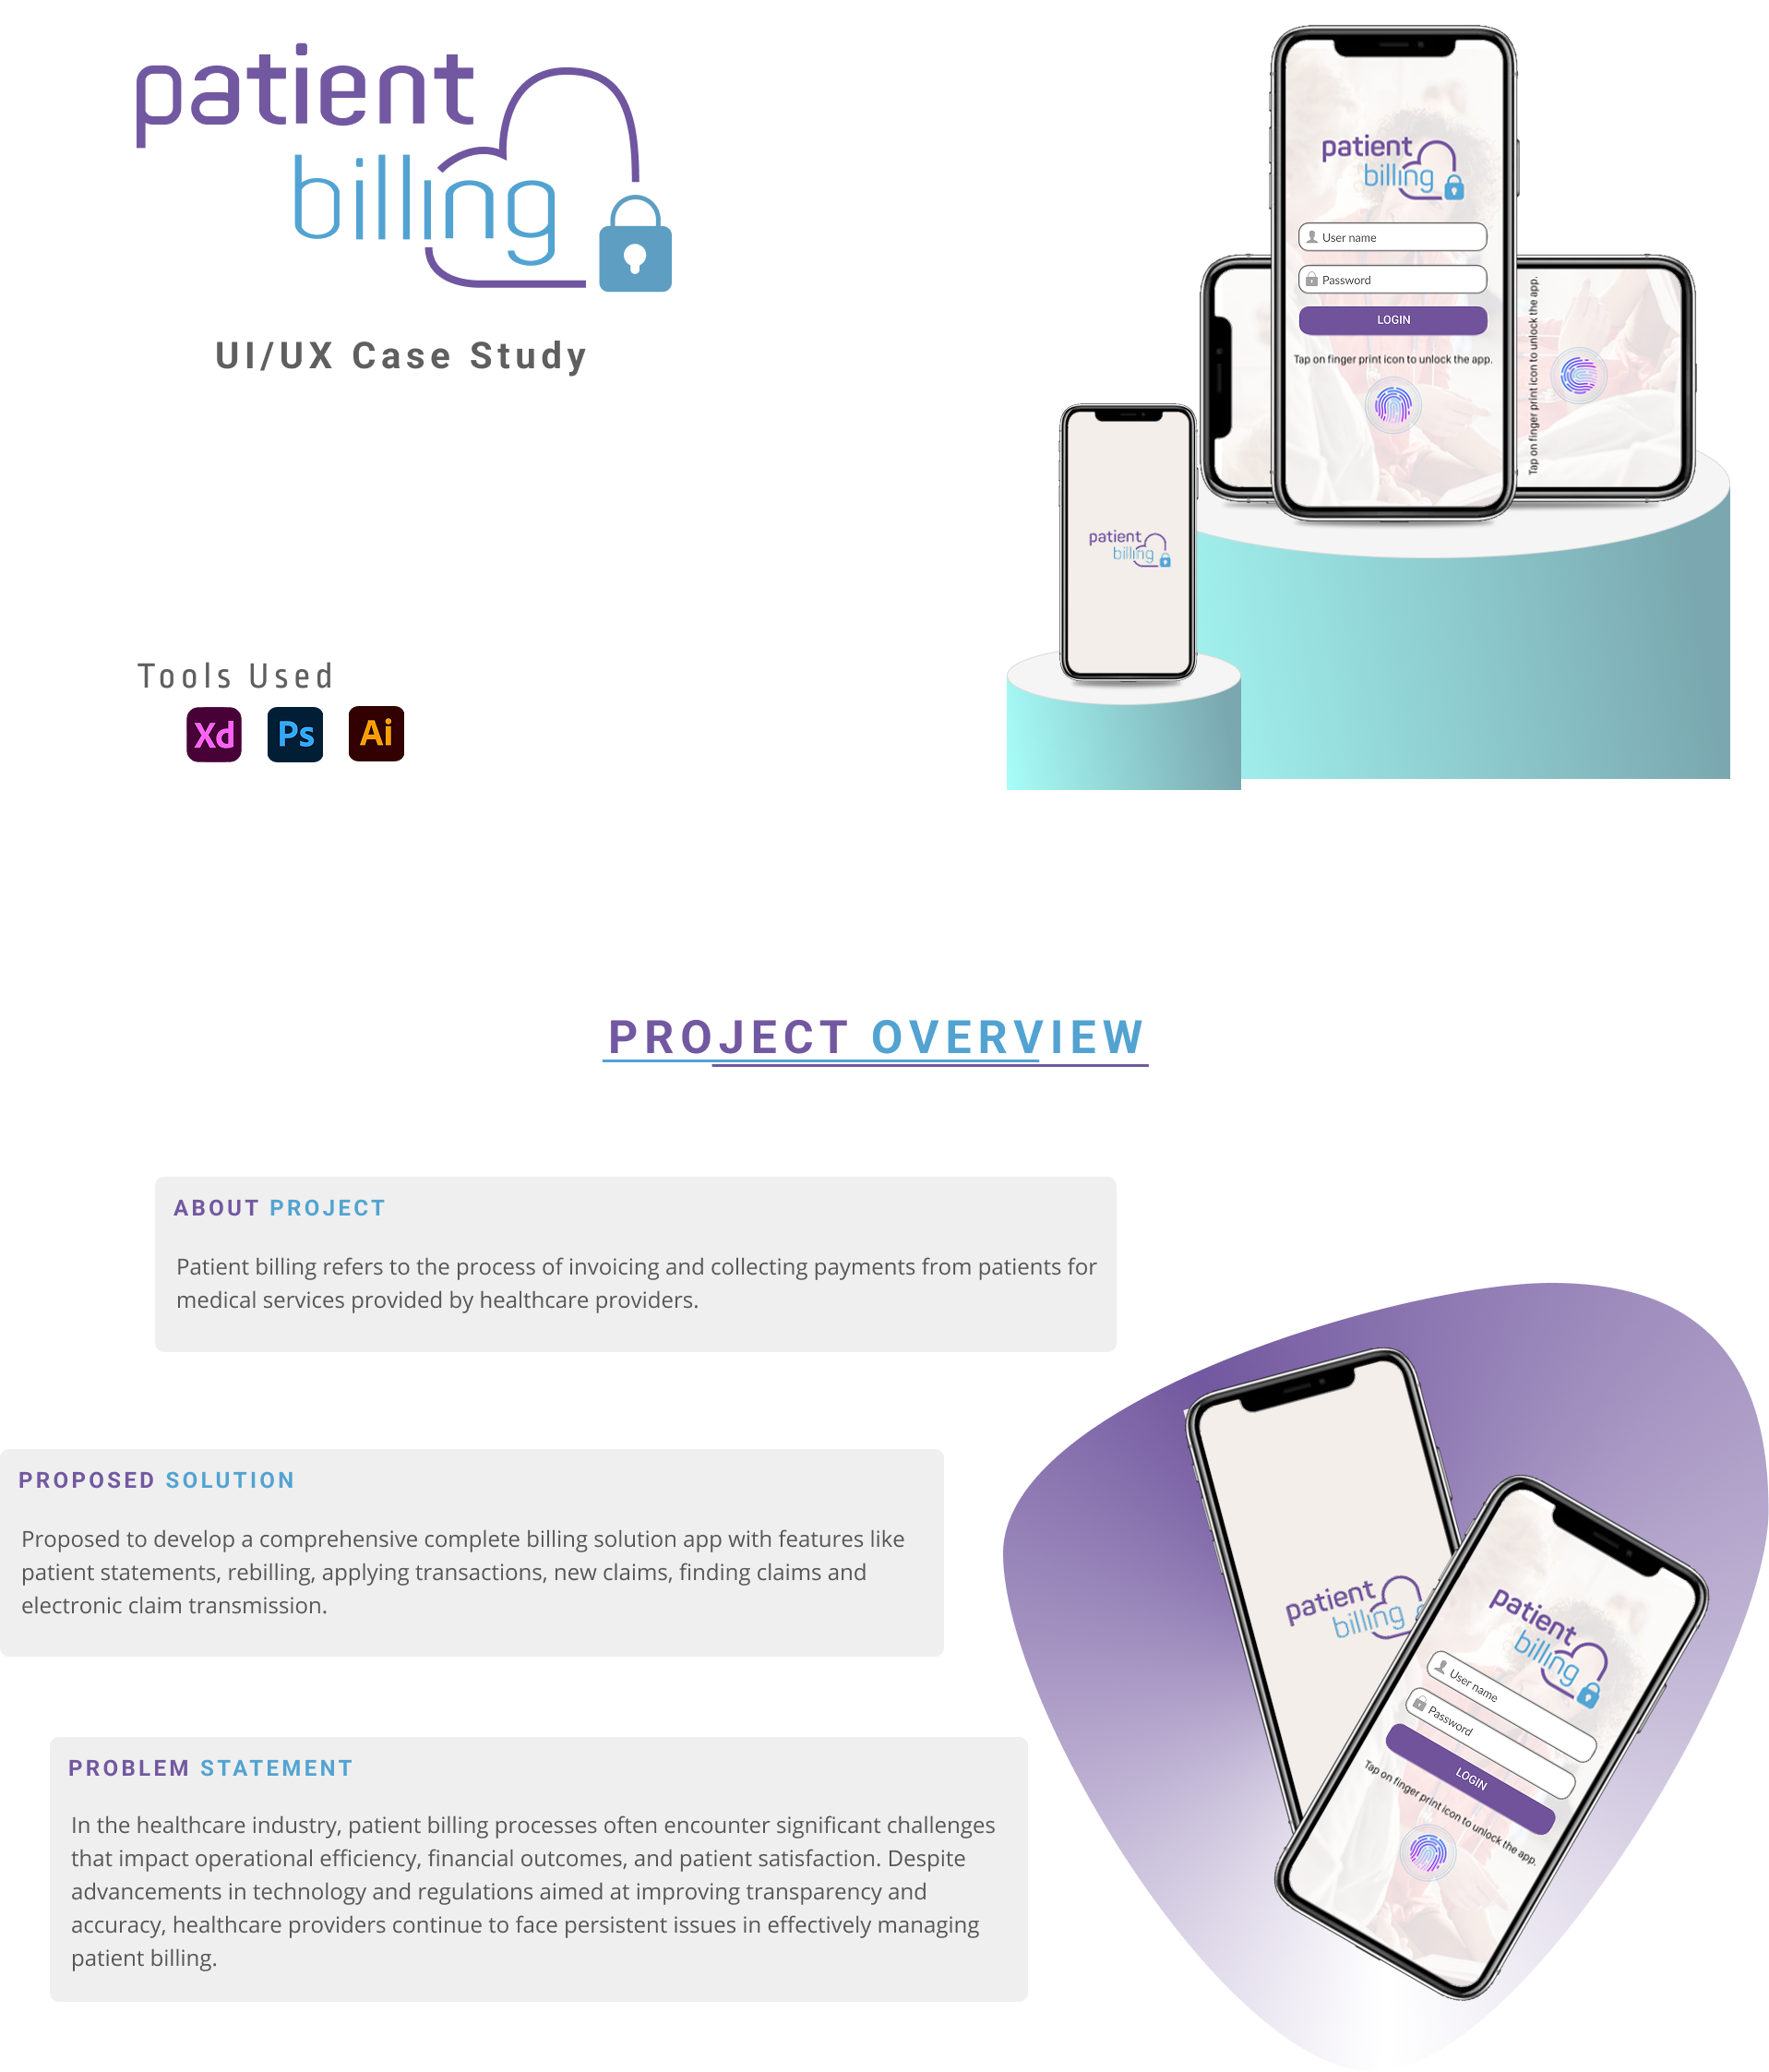 patient
billing
UI/UX Case Study
Tools Used
Xd Ps Ai
patient
billing
User name
Password
LOGIN
Tap on finger print icon to unlock the app.
Tap on finger print icon to unlock the app.
patient
billing
PROJECT OVERVIEW
ABOUT PROJECT
Patient billing refers to the process of invoicing and collecting payments from patients for
medical services provided by healthcare providers.
PROPOSED SOLUTION
Proposed to develop a comprehensive complete billing solution app with features like
patient statements, rebilling, applying transactions, new claims, finding claims and
electronic claim transmission.
PROBLEM STATEMENT
In the healthcare industry, patient billing processes often encounter significant challenges
that impact operational efficiency, financial outcomes, and patient satisfaction. Despite
advancements in technology and regulations aimed at improving transparency and
accuracy, healthcare providers continue to face persistent issues in effectively managing
patient billing.
patient
billing
patient
billing
User name
Password
LOGIN
Tap on finger print icon to unlock the app.